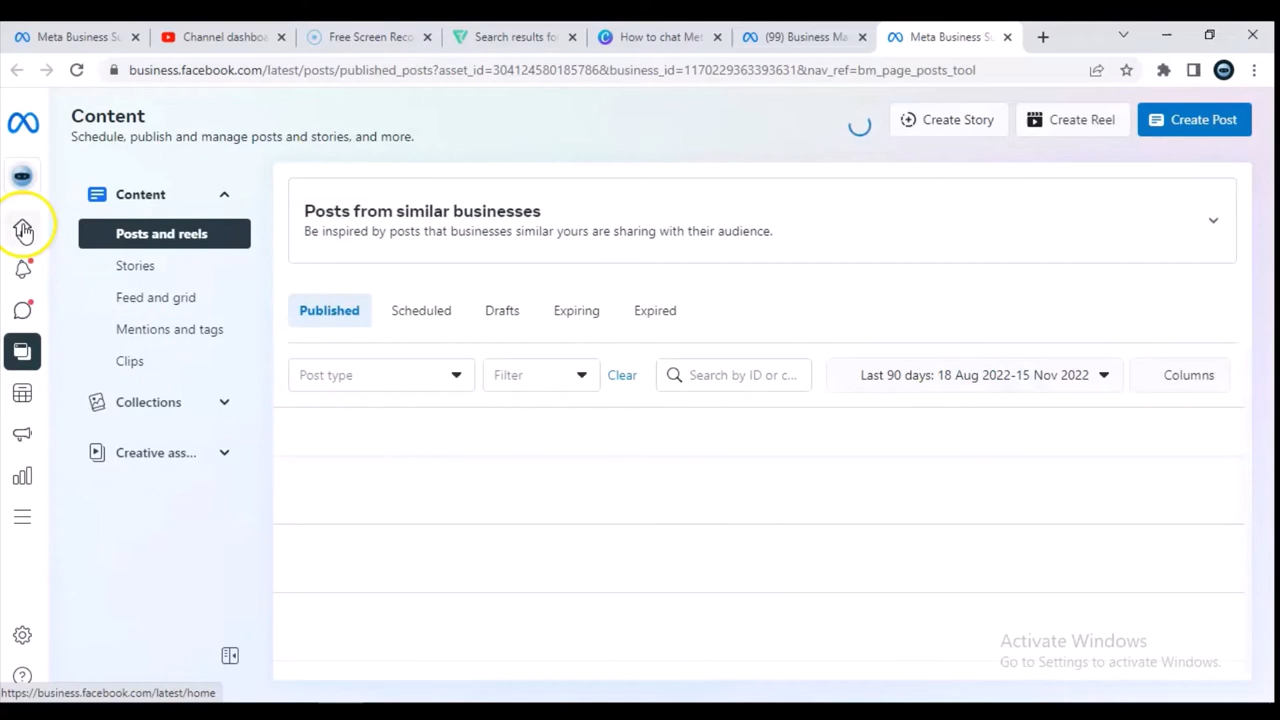 Meta Business Su
Channel dashboa
Free Screen Reco
Search results fo
How to chat Met
(99) Business Ma
Meta Business Su
business.facebook.com/latest/posts/published_posts?asset_id=304124580185786&business_id=1170229363393631&nav_ref=bm_page_posts_tool
Content
Schedule, publish and manage posts and stories, and more.
Create Story
Create Reel
Create Post
Content
Posts and reels
Stories
Feed and grid
Mentions and tags
Clips
Collections
Creative ass...
Posts from similar businesses
Be inspired by posts that businesses similar yours are sharing with their audience.
Published
Scheduled
Drafts
Expiring
Expired
Post type
Filter
Clear
Search by ID or c...
Last 90 days: 18 Aug 2022-15 Nov 2022
Columns
Activate Windows
Go to Settings to activate Windows.
https://business.facebook.com/latest/home